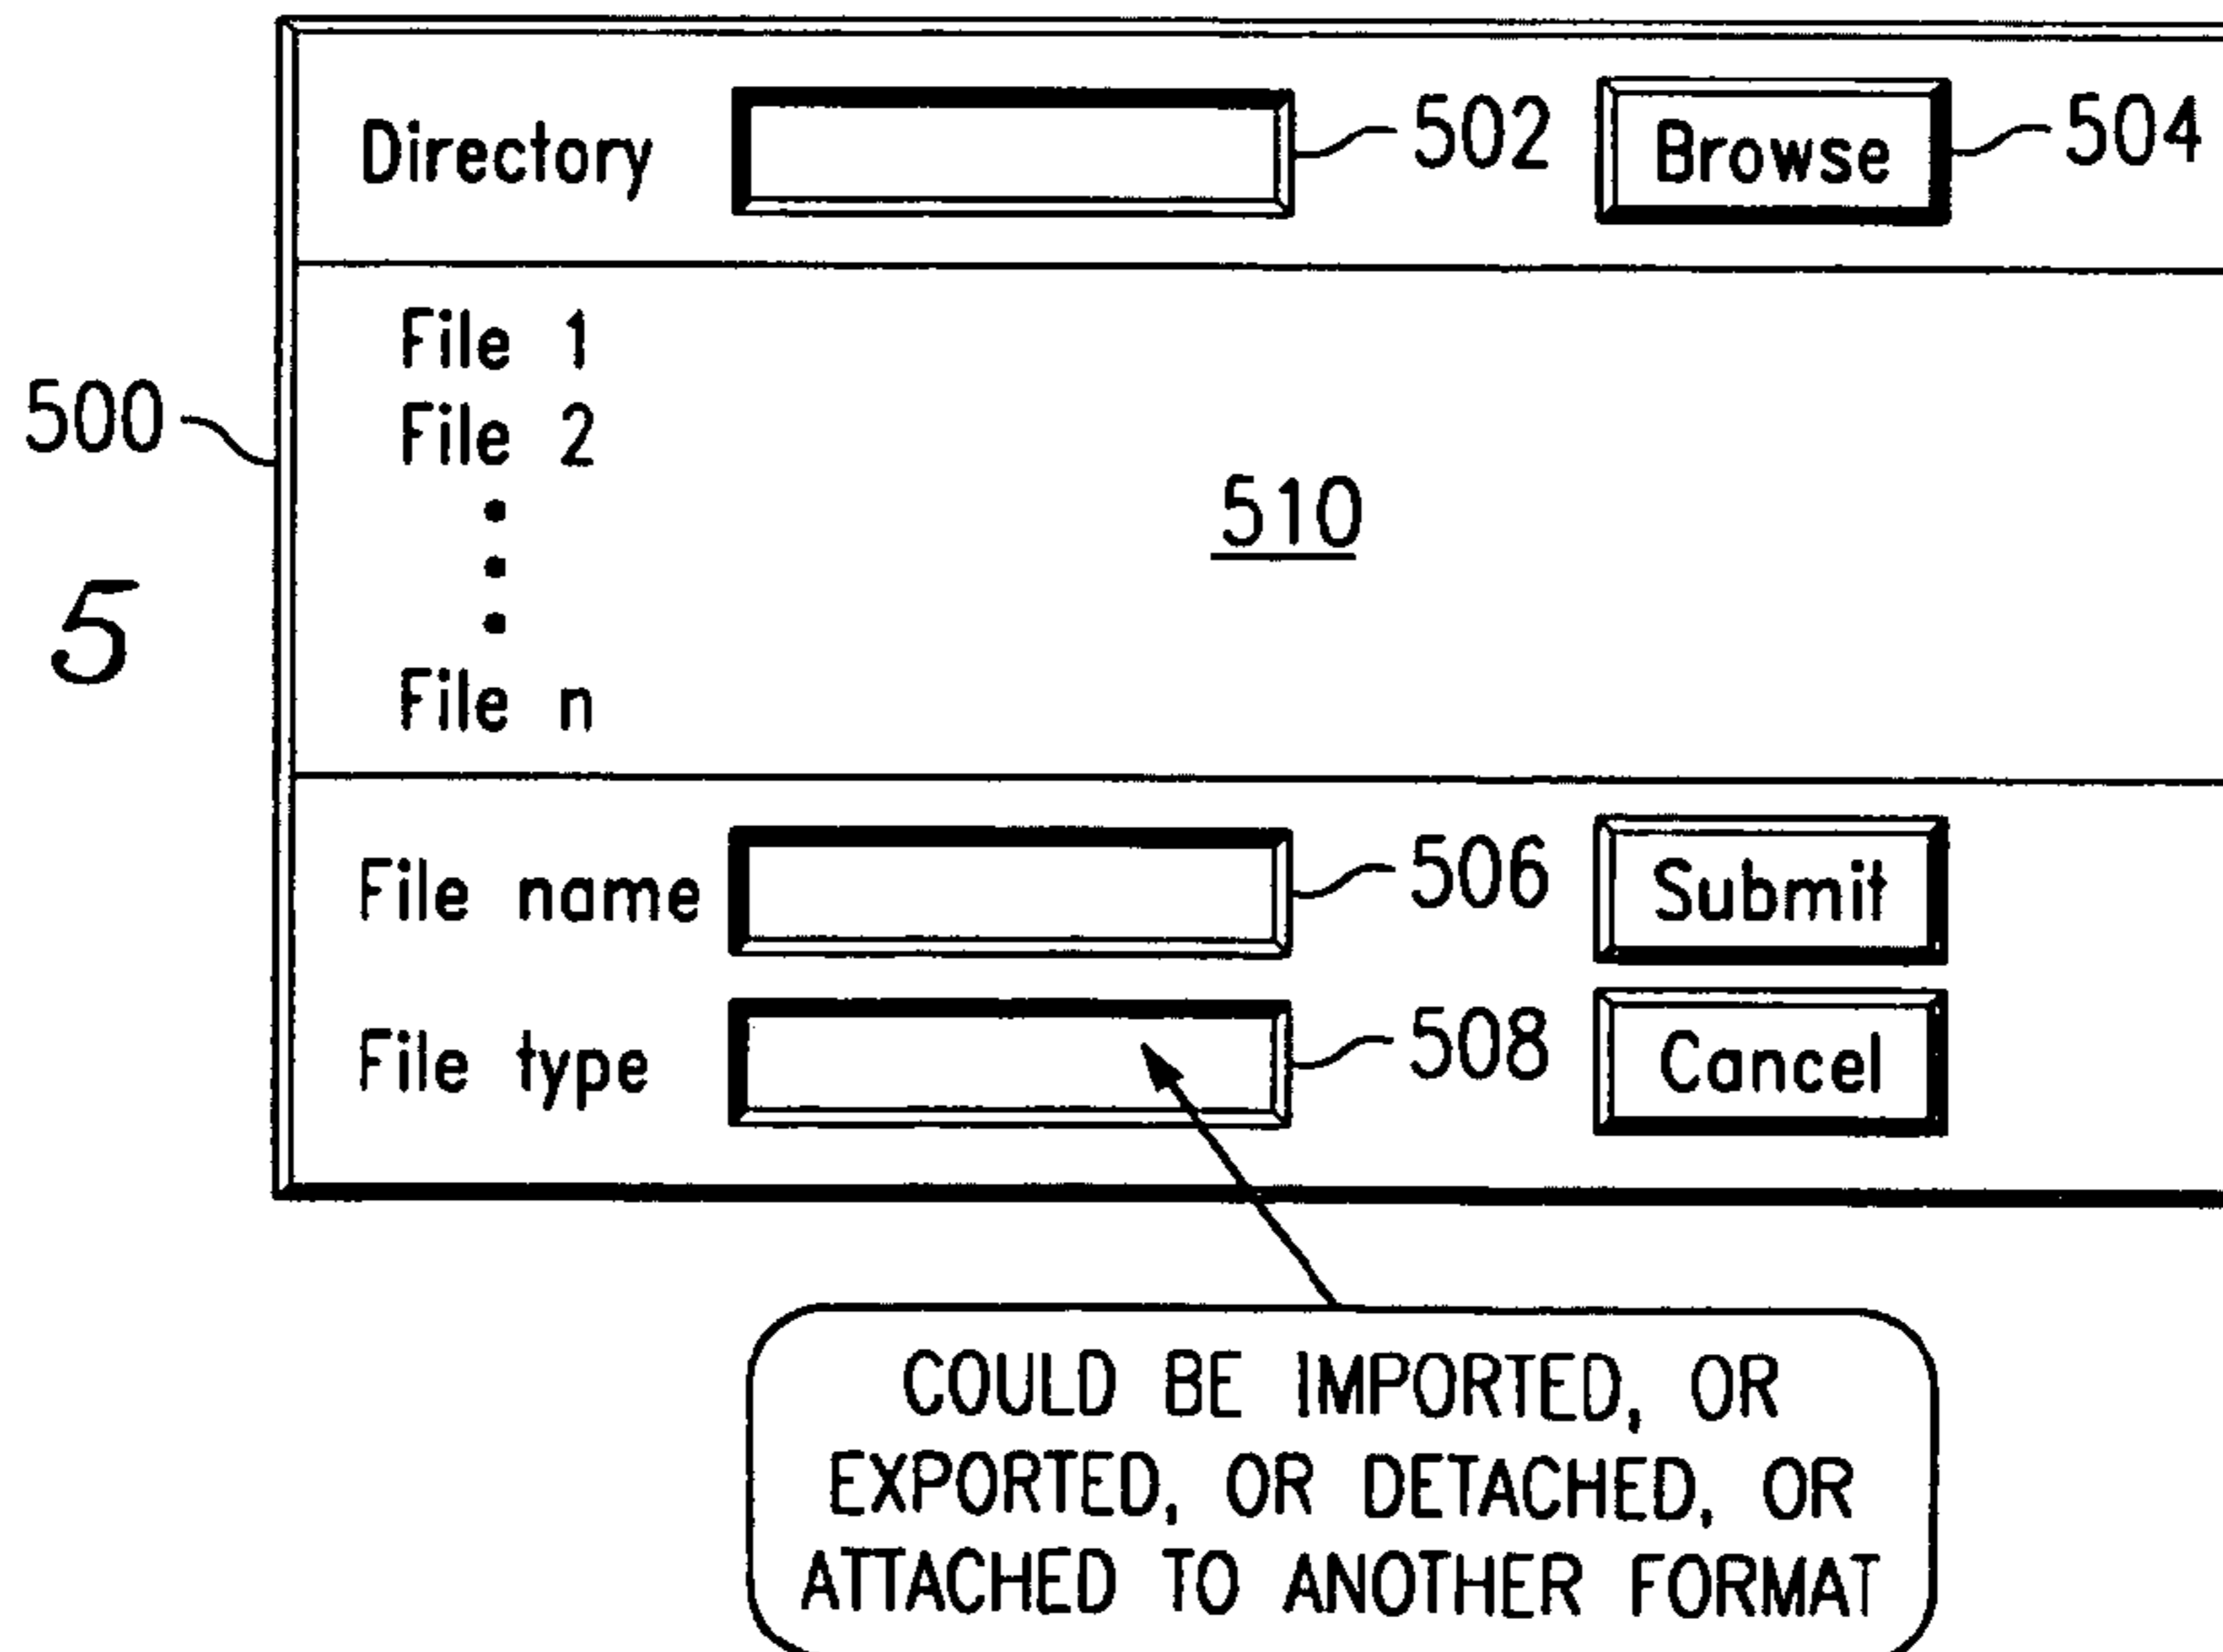 Directory 502 Browse 504
File 1
500
File 2
510
5
File n
File name 506 Submit
File type 508 Cancel
COULD BE IMPORTED, OR
EXPORTED, OR DETACHED, OR
ATTACHED TO ANOTHER FORMAT